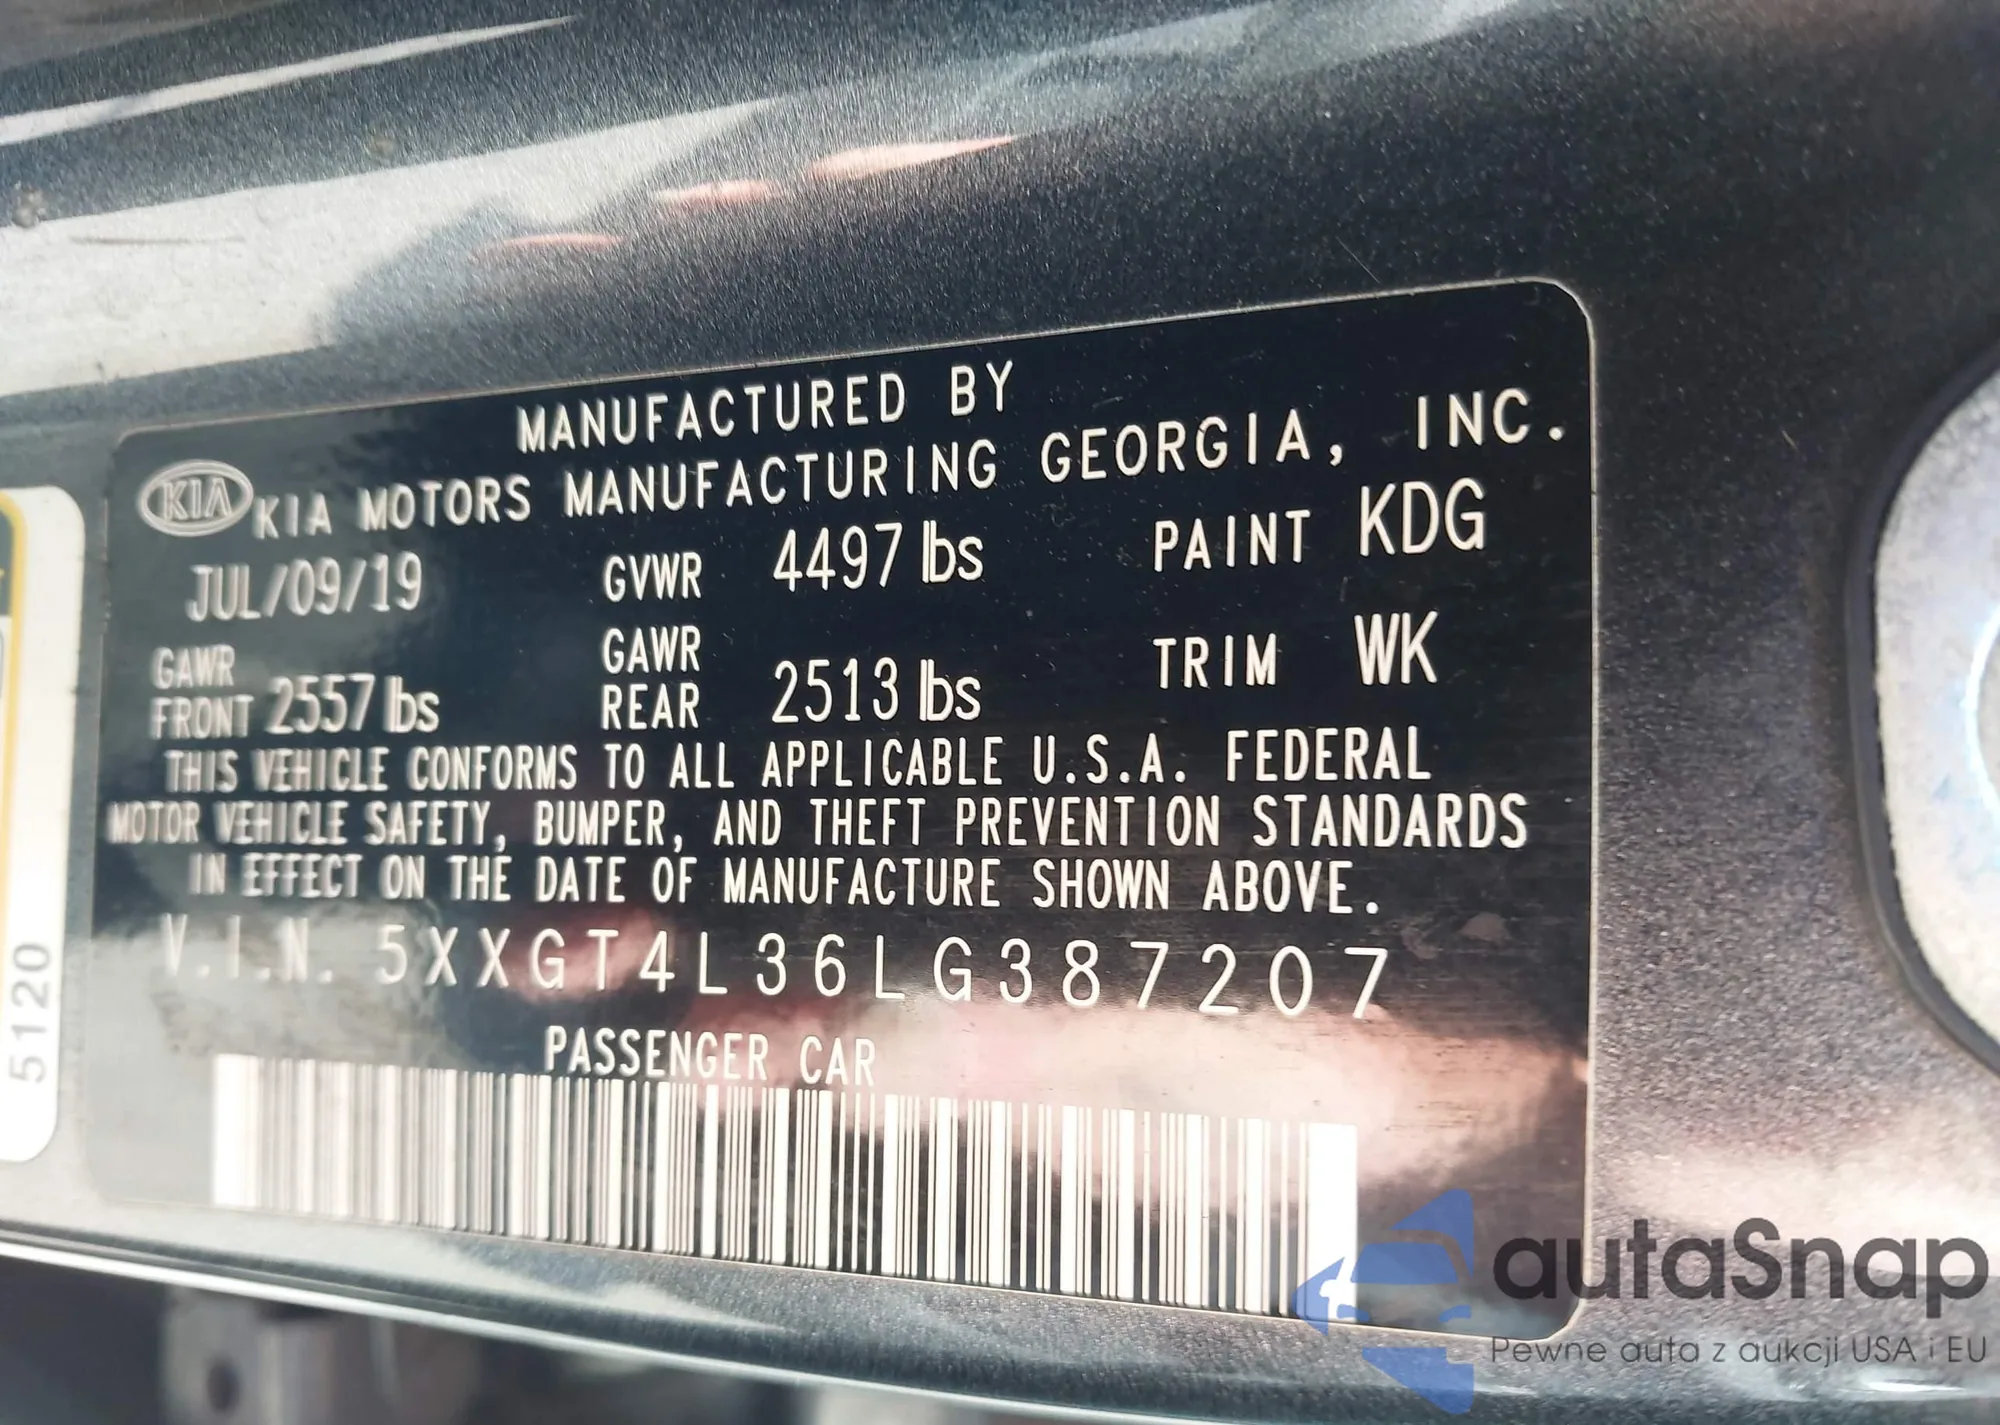 MANUFACTURED BY
KIA KIA MOTORS MANUFACTURING GEORGIA, INC.
JUL/09/19 GVWR 4497 lbs PAINT KDG
GAWR FRONT 2557 lbs GAWR REAR 2513 lbs TRIM WK
THIS VEHICLE CONFORMS TO ALL APPLICABLE U.S.A. FEDERAL
MOTOR VEHICLE SAFETY, BUMPER, AND THEFT PREVENTION STANDARDS
IN EFFECT ON THE DATE OF MANUFACTURE SHOWN ABOVE.
V.I.N. 5XXGT4L36LG387207
PASSENGER CAR
5120
autaSnap
Pewne auta z aukcji USA i EU